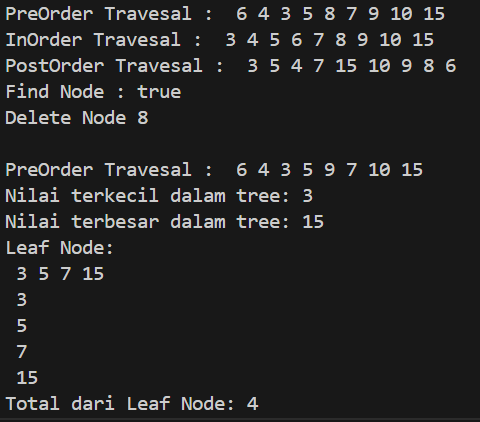 PreOrder Travesal :  6 4 3 5 8 7 9 10 15
InOrder Travesal :  3 4 5 6 7 8 9 10 15
PostOrder Travesal :  3 5 4 7 15 10 9 8 6
Find Node : true
Delete Node 8
PreOrder Travesal :  6 4 3 5 9 7 10 15
Nilai terkecil dalam tree: 3
Nilai terbesar dalam tree: 15
Leaf Node:
3 5 7 15
3
5
7
15
Total dari Leaf Node: 4